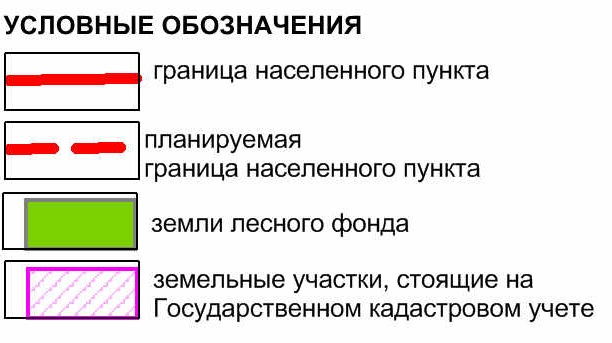 УСЛОВНЫЕ ОБОЗНАЧЕНИЯ
граница населенного пункта
планируемая
граница населенного пункта
земли лесного фонда
земельные участки, стоящие на
Государственном кадастровом учете